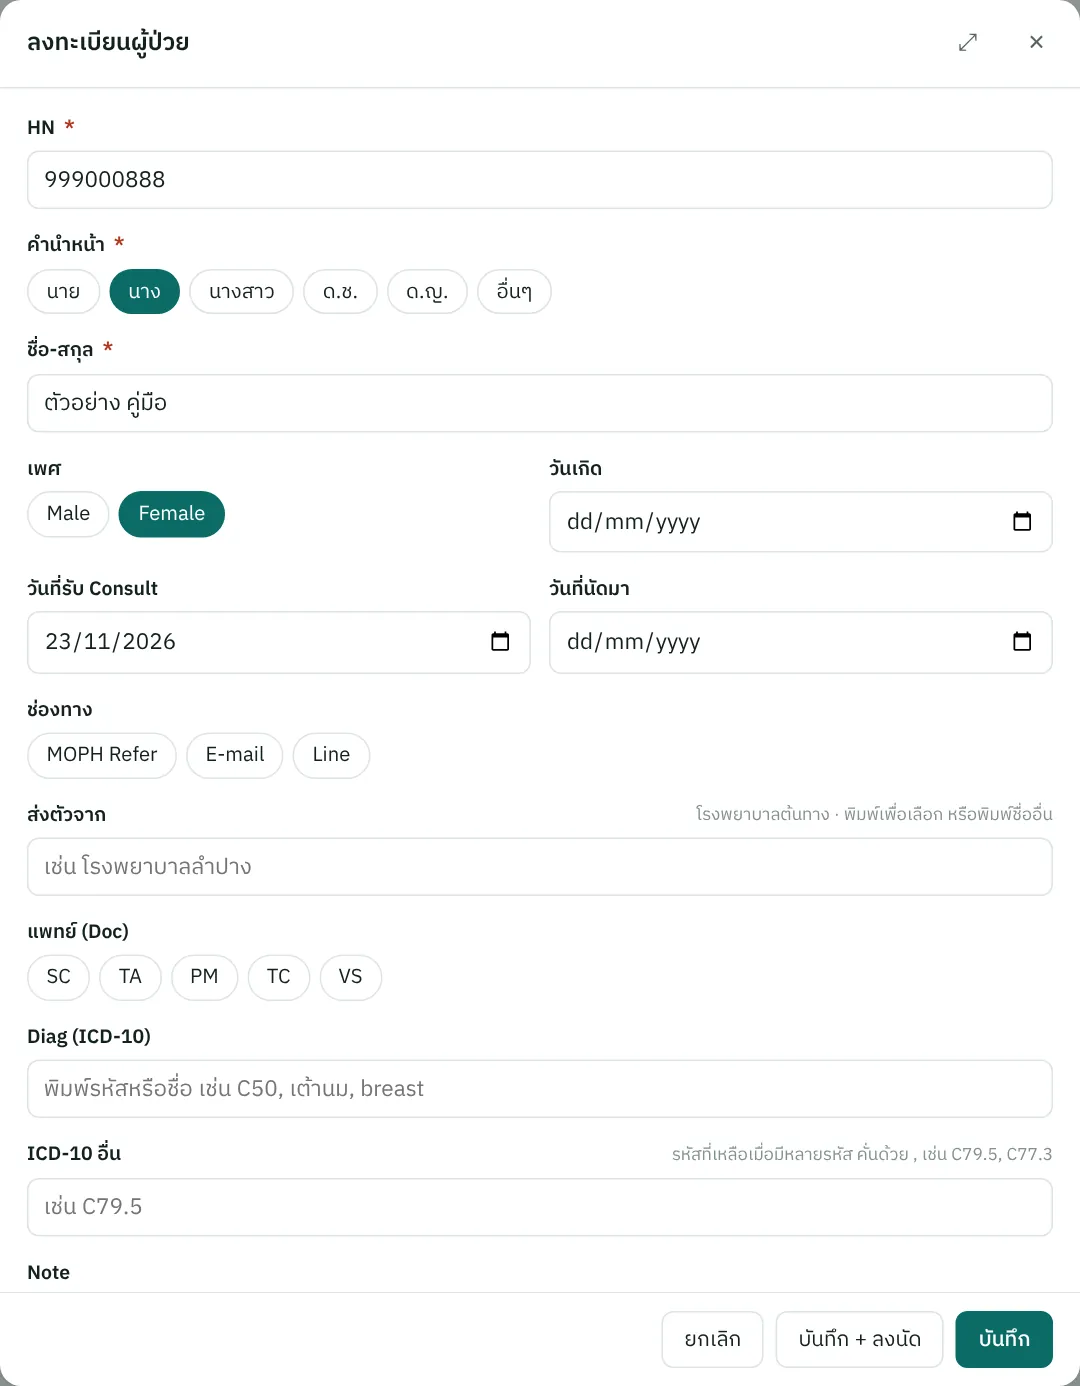 ลงทะเบียนผู้ป่วย
HN *
999000888
คำนำหน้า *
นาย นาง นางสาว ด.ช. ด.ญ. อื่นๆ
ชื่อ-สกุล *
ตัวอย่าง คู่มือ
เพศ วันเกิด
Male Female dd/mm/yyyy
วันที่รับ Consult วันที่นัดมา
23/11/2026 dd/mm/yyyy
ช่องทาง
MOPH Refer E-mail Line
ส่งตัวจาก โรงพยาบาลต้นทาง · พิมพ์เพื่อเลือก หรือพิมพ์ชื่ออื่น
เช่น โรงพยาบาลลำปาง
แพทย์ (Doc)
SC TA PM TC VS
Diag (ICD-10)
พิมพ์รหัสหรือชื่อ เช่น C50, เต้านม, breast
ICD-10 อื่น รหัสที่เหลือเมื่อมีหลายรหัส คั่นด้วย , เช่น C79.5, C77.3
เช่น C79.5
Note
ยกเลิก บันทึก + ลงนัด บันทึก